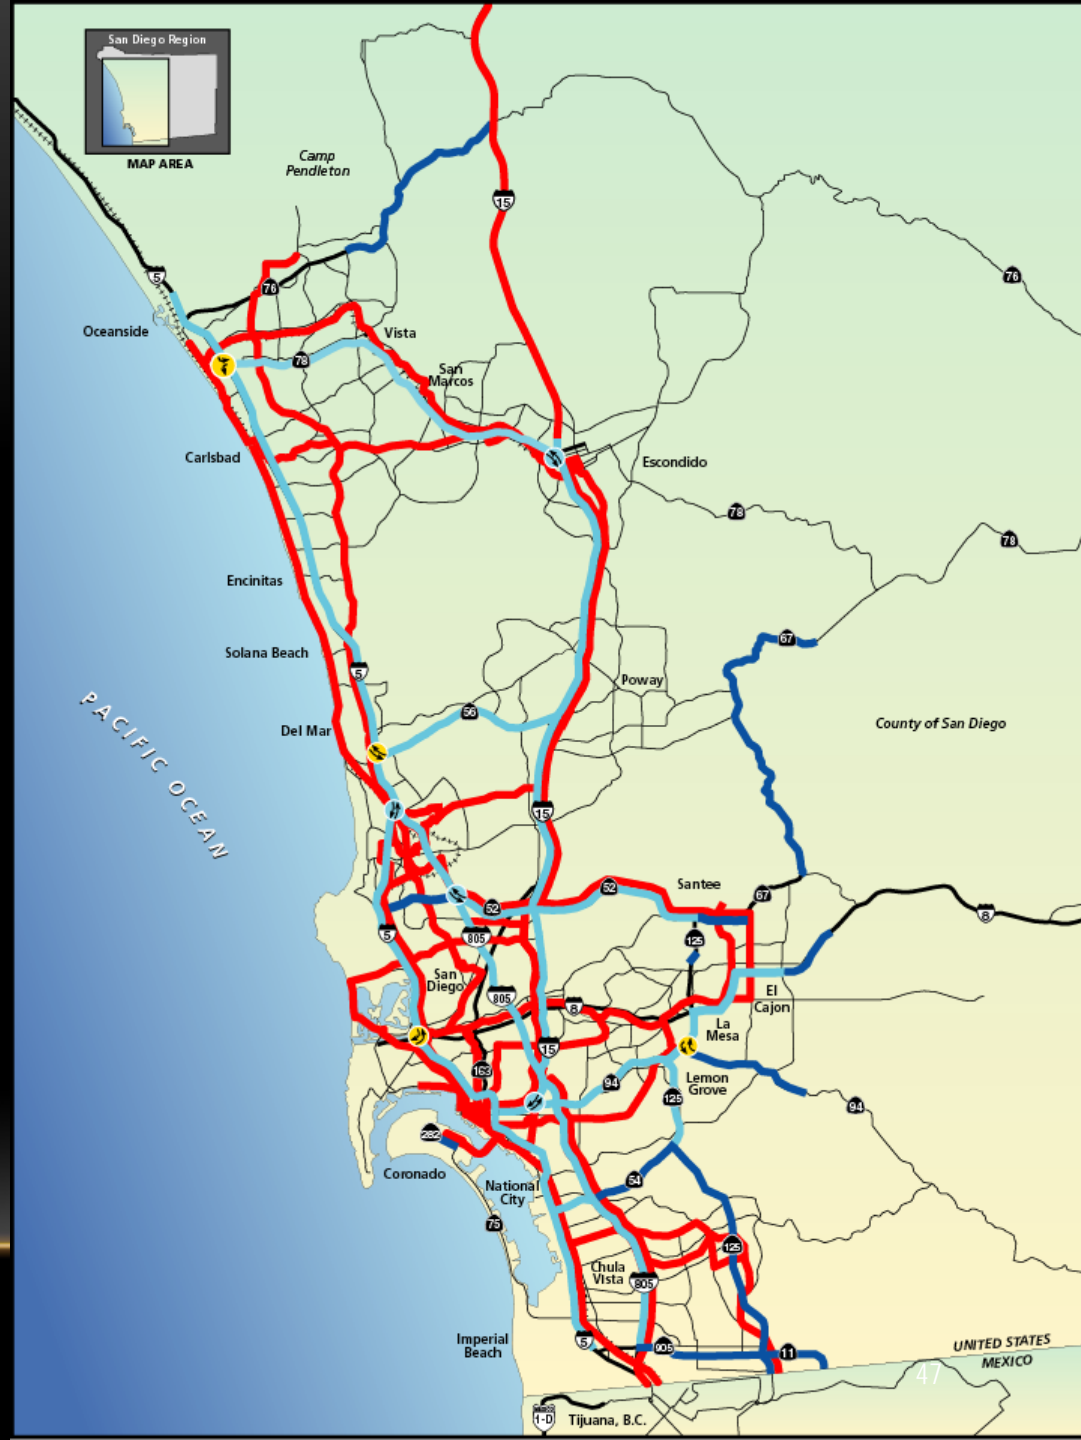 San Diego Region
MAP AREA
Camp
Pendleton
15
5
76
76
Oceanside
Vista
78
San
Marcos
Carlsbad
Escondido
78
78
Encinitas
67
Solana Beach
5
Poway
56
County of San Diego
Del Mar
PACIFIC OCEAN
15
Santee
52
67
52
8
5
805
125
San
Diego
El
Cajon
805
8
La
Mesa
15
163
94
Lemon
Grove
125
94
282
Coronado
54
National
City
75
125
Chula
Vista
805
Imperial
Beach
5
905
11
UNITED STATES
MEXICO
47
1-D
Tijuana, B.C.